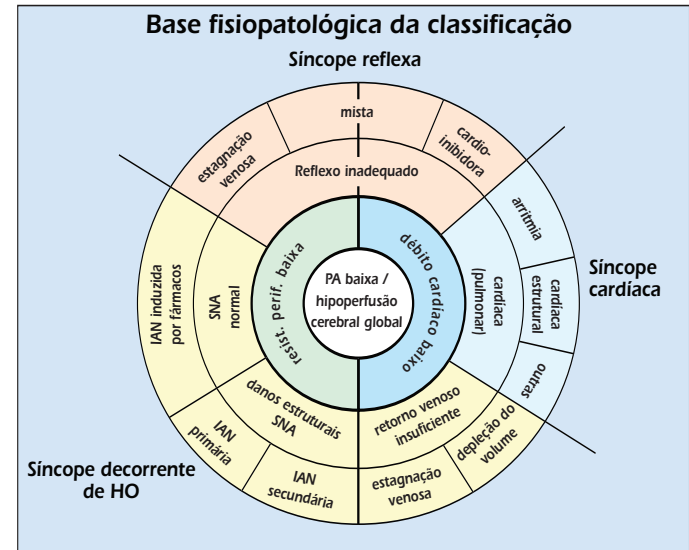 Base fisiopatológica da classificação
Síncope reflexa
mista
estagnação
venosa
cardio-
inibidora
Reflexo inadequado
arritmia
cardíaca
estrutural
outras
Síncope
cardíaca
cardíaca
(pulmonar)
débito cardíaco baixo
resist. perif. baixa
PA baixa /
hipoperfusão
cerebral global
SNA
normal
IAN induzida
por fármacos
danos estruturais
SNA
retorno venoso
insuficiente
IAN
primária
IAN
secundária
estagnação
venosa
depleção do
volume
Síncope decorrente
de HO